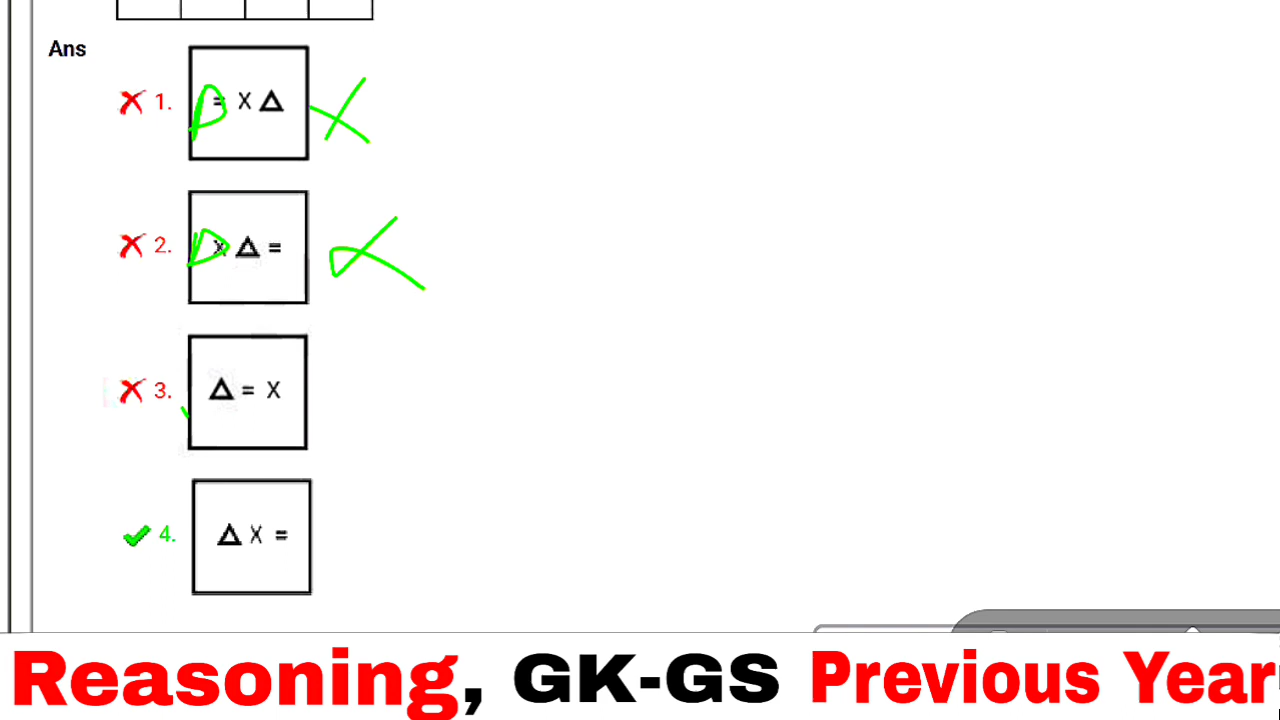 Ans
1. = X Δ
2. X Δ =
3. Δ = X
4. Δ X =
Reasoning, GK-GS Previous Year